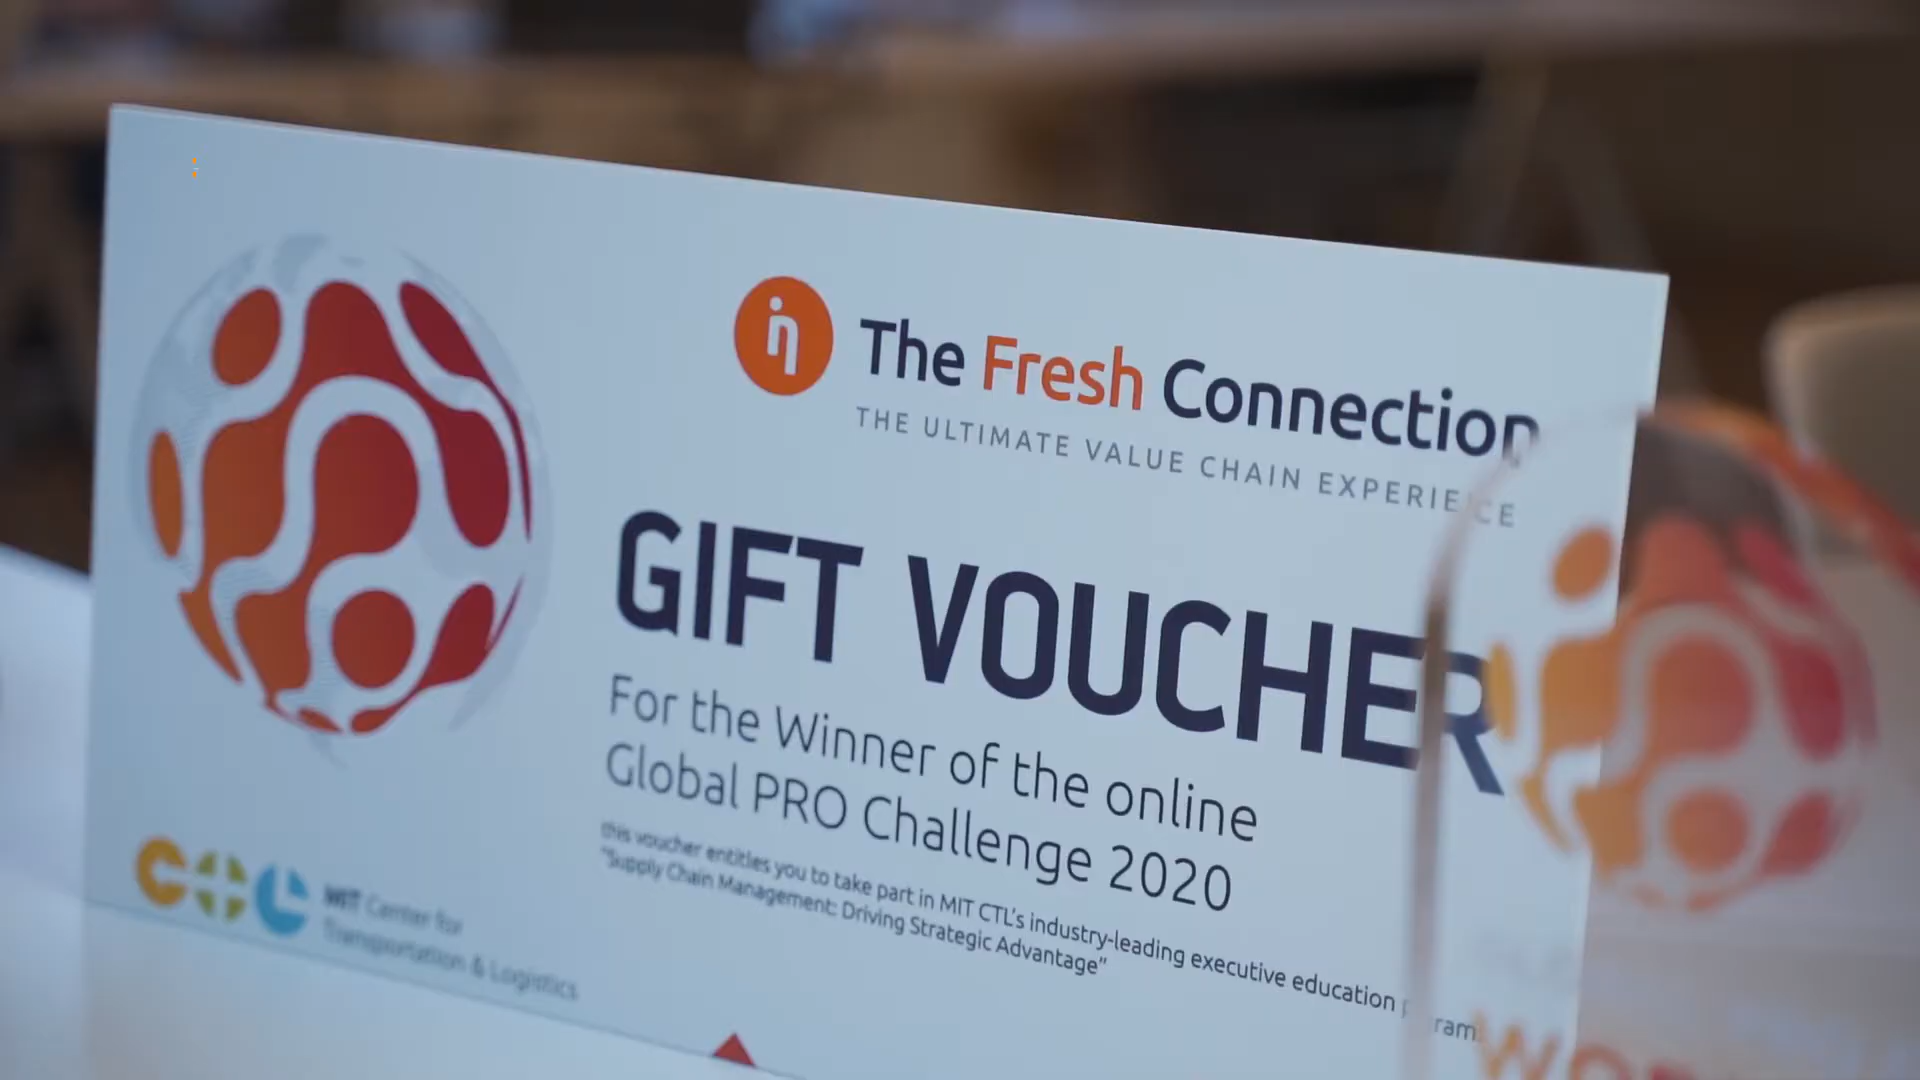 The Fresh Connection
THE ULTIMATE VALUE CHAIN EXPERIENCE
GIFT VOUCHER
For the Winner of the online
Global PRO Challenge 2020
this voucher entitles you to take part in MIT CTL's industry-leading executive education program
"Supply Chain Management: Driving Strategic Advantage"
MIT Center for
Transportation & Logistics